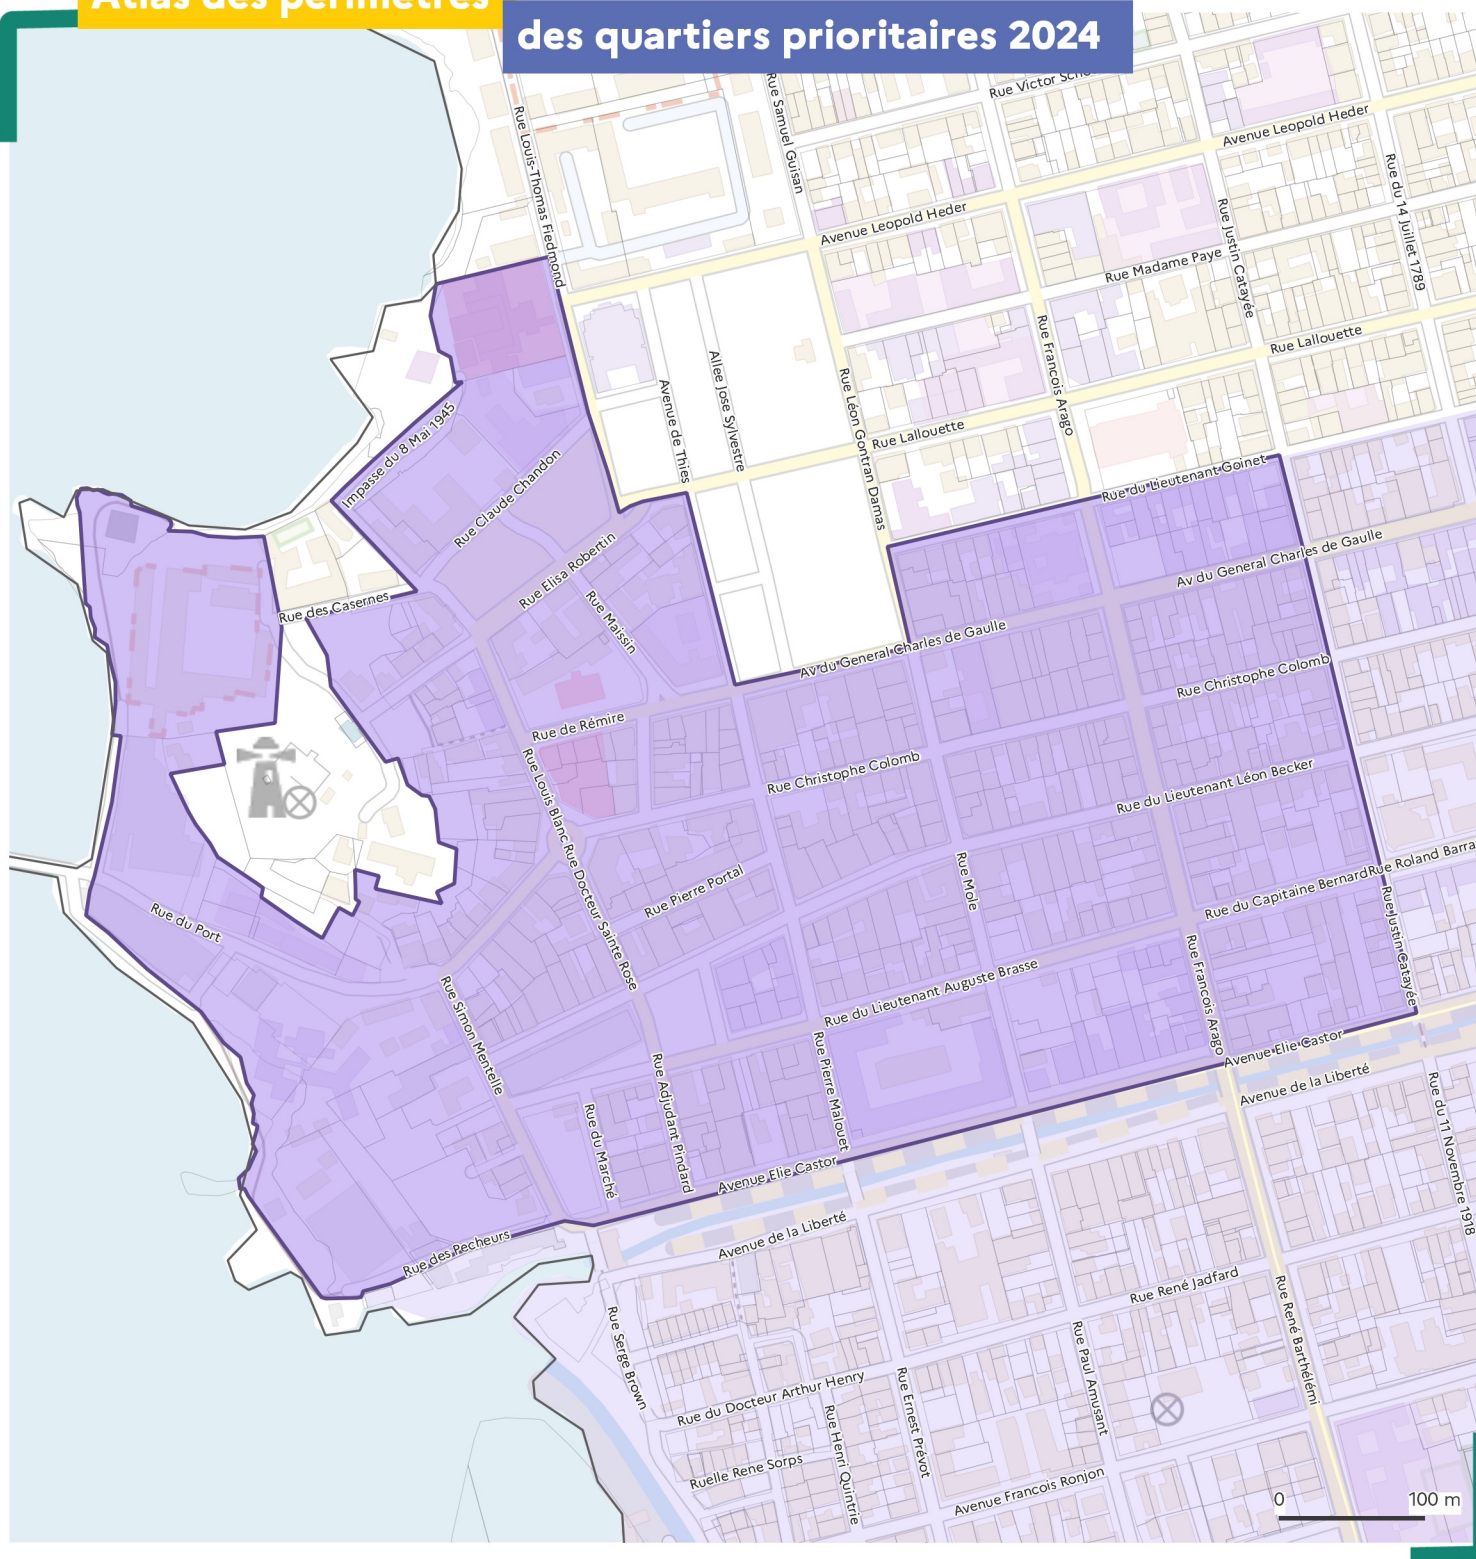 Atlas des périmètres
des quartiers prioritaires 2024
Rue Victor
Avenue Leopold Heder
Rue Samuel Guisan
Rue Louis-Thomas Fiedmond
Rue du 14 Juillet 1789
Avenue Leopold Heder
Rue Justin Catayée
Rue Madame Paye
Rue Francois Arago
Rue Lallouette
Allee Jose Sylvestre
Avenue de Thies
Rue Léon Gontran Damas
Rue Lallouette
Impasse du 8 Mai 1945
Rue Claude Chandon
Rue du Lieutenant Goinet
Rue Elisa Robertin
Av du General Charles de Gaulle
Rue Maissin
Rue des Casernes
Av du General Charles de Gaulle
Rue Christophe Colomb
Rue de Rémire
Rue Christophe Colomb
Rue Louis Blanc
Rue du Lieutenant Léon Becker
Rue Docteur Sainte Rose
Rue Mole
Rue Roland Barra
Rue Pierre Portal
Rue du Capitaine Bernard
Rue du Port
Rue Justin Catayée
Rue Francois Arago
Rue du Lieutenant Auguste Brasse
Rue Simon Mentelle
Rue Pierre Malouet
Avenue Elie Castor
Rue Adjudant Pindard
Avenue de la Liberté
Rue du 11 Novembre 1918
Rue du Marché
Avenue Elie Castor
Rue des Pecheurs
Avenue de la Liberté
Rue René Jadfard
Rue René Barthélémi
Rue Serge Brown
Rue Paul Amusant
Rue du Docteur Arthur Henry
Rue Ernest Prévot
Rue Henri Quintrie
Ruelle Rene Sorps
Avenue Francois Ronjon
0 100 m